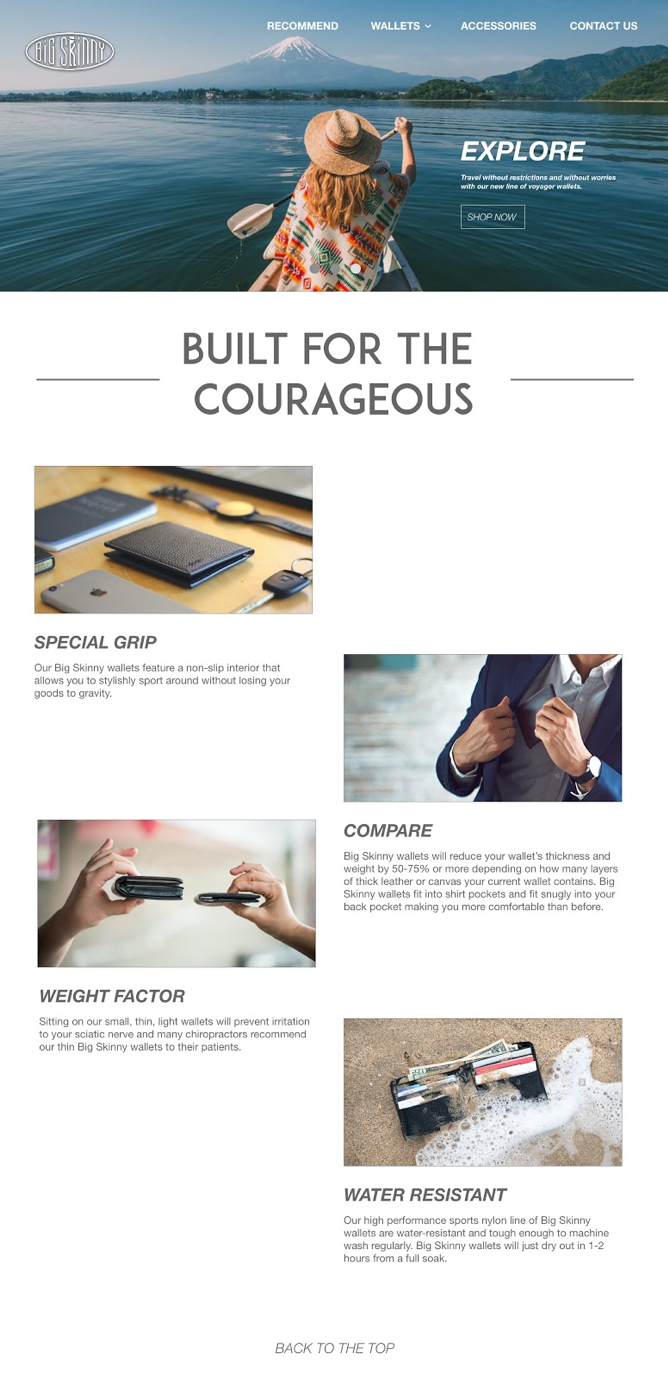 RECOMMEND WALLETS ACCESSORIES CONTACT US
BIG SKINNY
EXPLORE
Travel without restrictions and without worries
with our new line of voyager wallets.
SHOP NOW
BUILT FOR THE
COURAGEOUS
SPECIAL GRIP
Our Big Skinny wallets feature a non-slip interior that
allows you to stylishly sport around without losing your
goods to gravity.
COMPARE
Big Skinny wallets will reduce your wallet's thickness and
weight by 50-75% or more depending on how many layers
of thick leather or canvas your current wallet contains. Big
Skinny wallets fit into shirt pockets and fit snugly into your
back pocket making you more comfortable than before.
WEIGHT FACTOR
Sitting on our small, thin, light wallets will prevent irritation
to your sciatic nerve and many chiropractors recommend
our thin Big Skinny wallets to their patients.
WATER RESISTANT
Our high performance sports nylon line of Big Skinny
wallets are water-resistant and tough enough to machine
wash regularly. Big Skinny wallets will just dry out in 1-2
hours from a full soak.
BACK TO THE TOP